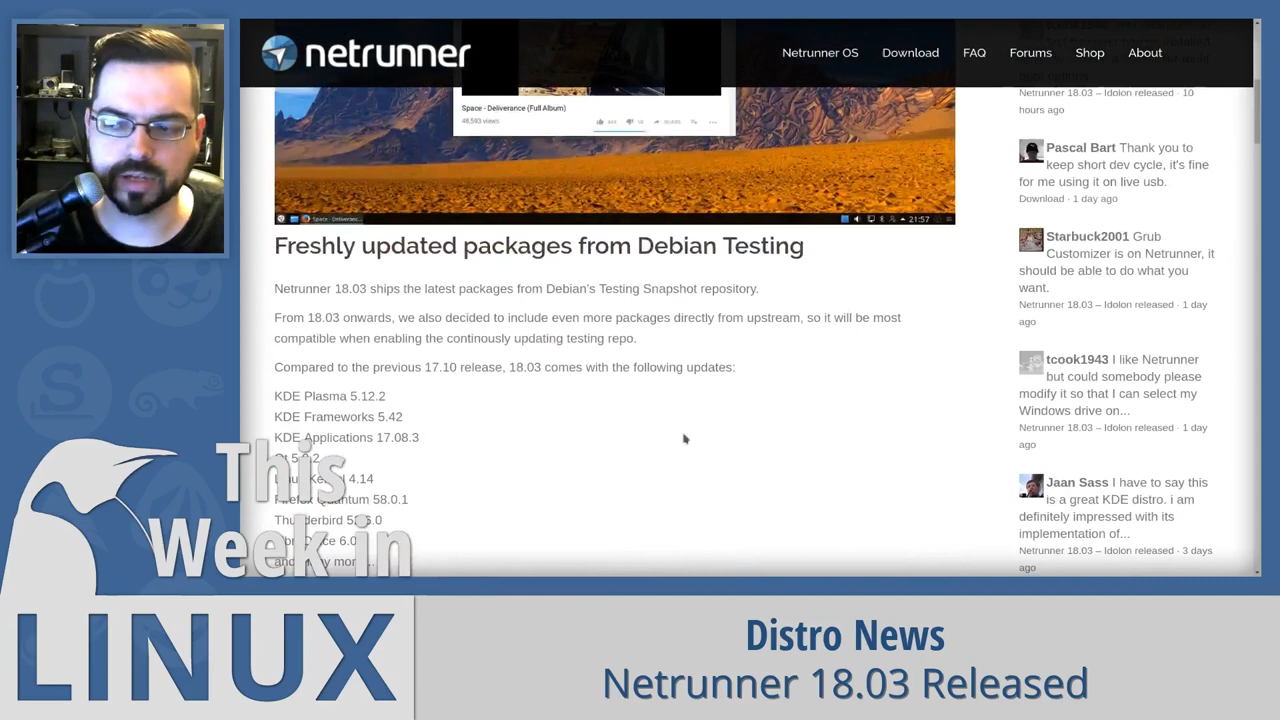 netrunner
Netrunner OS
Download
FAQ
Forums
Shop
About
Space - Deliverance (Full Album)
46,593 views
SHARE
Space - Deliveranc...
21:57
Freshly updated packages from Debian Testing
Netrunner 18.03 ships the latest packages from Debian's Testing Snapshot repository.
From 18.03 onwards, we also decided to include even more packages directly from upstream, so it will be most
compatible when enabling the continously updating testing repo.
Compared to the previous 17.10 release, 18.03 comes with the following updates:
KDE Plasma 5.12.2
KDE Frameworks 5.42
KDE Applications 17.08.3
4.14
Firefox Quantum 58.0.1
Thunderbird
Netrunner 18.03 – Idolon released · 10
hours ago
Pascal Bart Thank you to
keep short dev cycle, it's fine
for me using it on live usb.
Download · 1 day ago
Starbuck2001 Grub
Customizer is on Netrunner, it
should be able to do what you
want.
Netrunner 18.03 – Idolon released · 1 day
ago
tcook1943 I like Netrunner
but could somebody please
modify it so that I can select my
Windows drive on...
Netrunner 18.03 – Idolon released · 1 day
ago
Jaan Sass I have to say this
is a great KDE distro. i am
definitely impressed with its
implementation of...
Netrunner 18.03 – Idolon released · 3 days
ago
This
Week in
LINUX
Distro News
Netrunner 18.03 Released